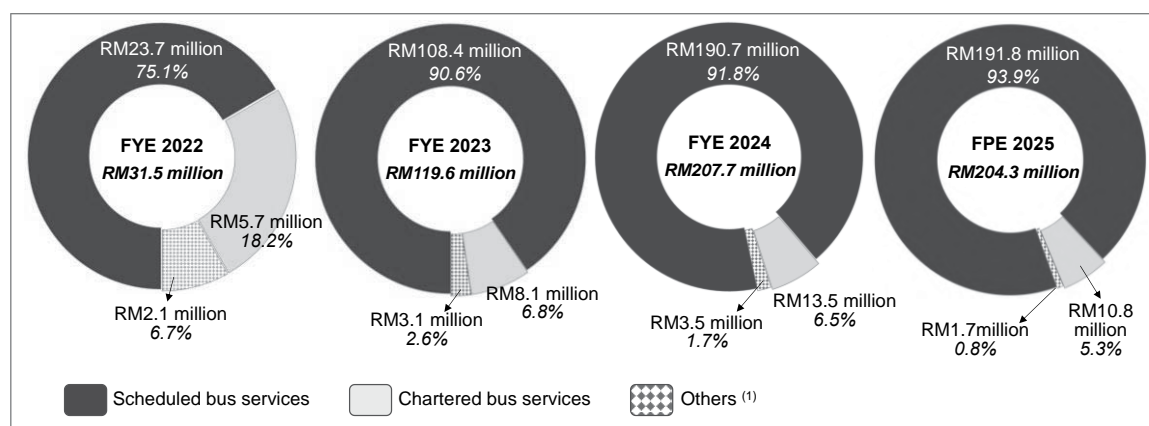 RM23.7 million
75.1%
FYE 2022
RM31.5 million
RM5.7 million
18.2%
RM2.1 million
6.7%
RM108.4 million
90.6%
FYE 2023
RM119.6 million
RM8.1 million
6.8%
RM3.1 million
2.6%
RM190.7 million
91.8%
FYE 2024
RM207.7 million
RM13.5 million
6.5%
RM3.5 million
1.7%
RM191.8 million
93.9%
FPE 2025
RM204.3 million
RM10.8
million
5.3%
RM1.7million
0.8%
Scheduled bus services
Chartered bus services
Others (1)